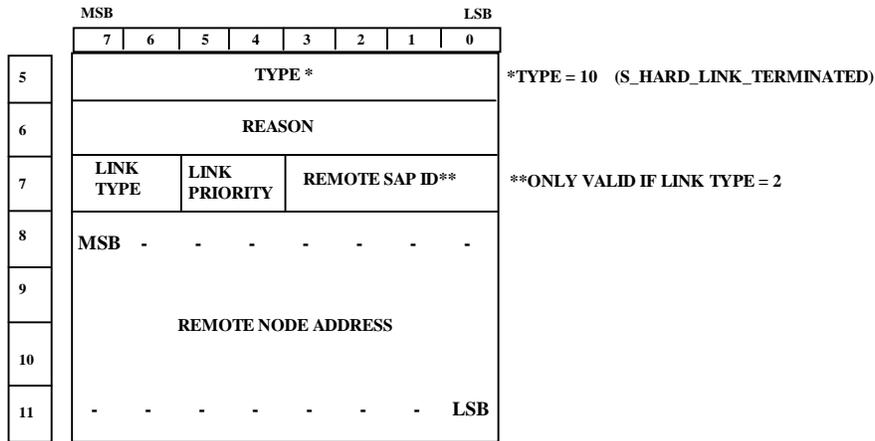 MSB LSB
7 6 5 4 3 2 1 0
5 TYPE * *TYPE = 10 (S_HARD_LINK_TERMINATED)
6 REASON
7 LINK TYPE LINK PRIORITY REMOTE SAP ID** **ONLY VALID IF LINK TYPE = 2
8 MSB - - - - - - -
9
REMOTE NODE ADDRESS
10
11 - - - - - - - LSB